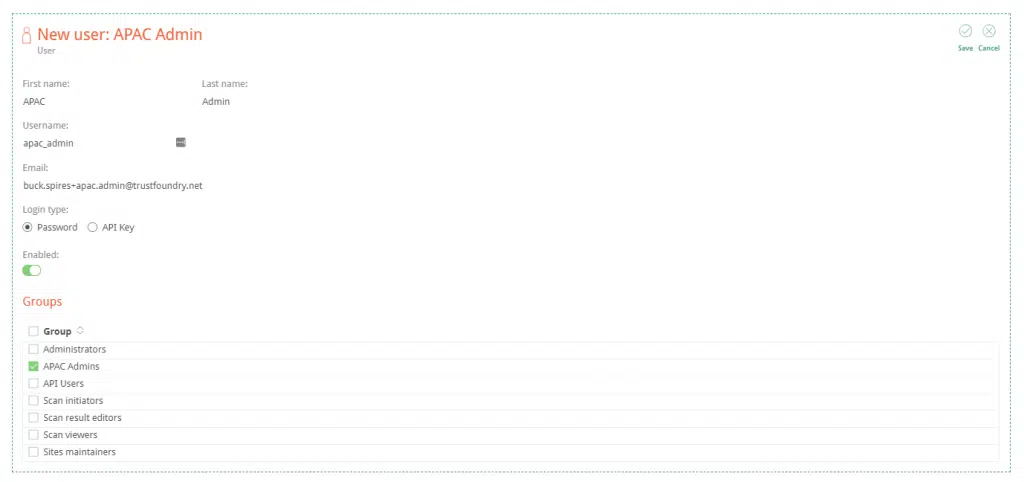 New user: APAC Admin
User
Save Cancel
First name: Last name:
APAC Admin
Username:
apac_admin
Email:
buck.spires+apac.admin@trustfoundry.net
Login type:
Password API Key
Enabled:
Groups
Group
Administrators
APAC Admins
API Users
Scan initiators
Scan result editors
Scan viewers
Sites maintainers